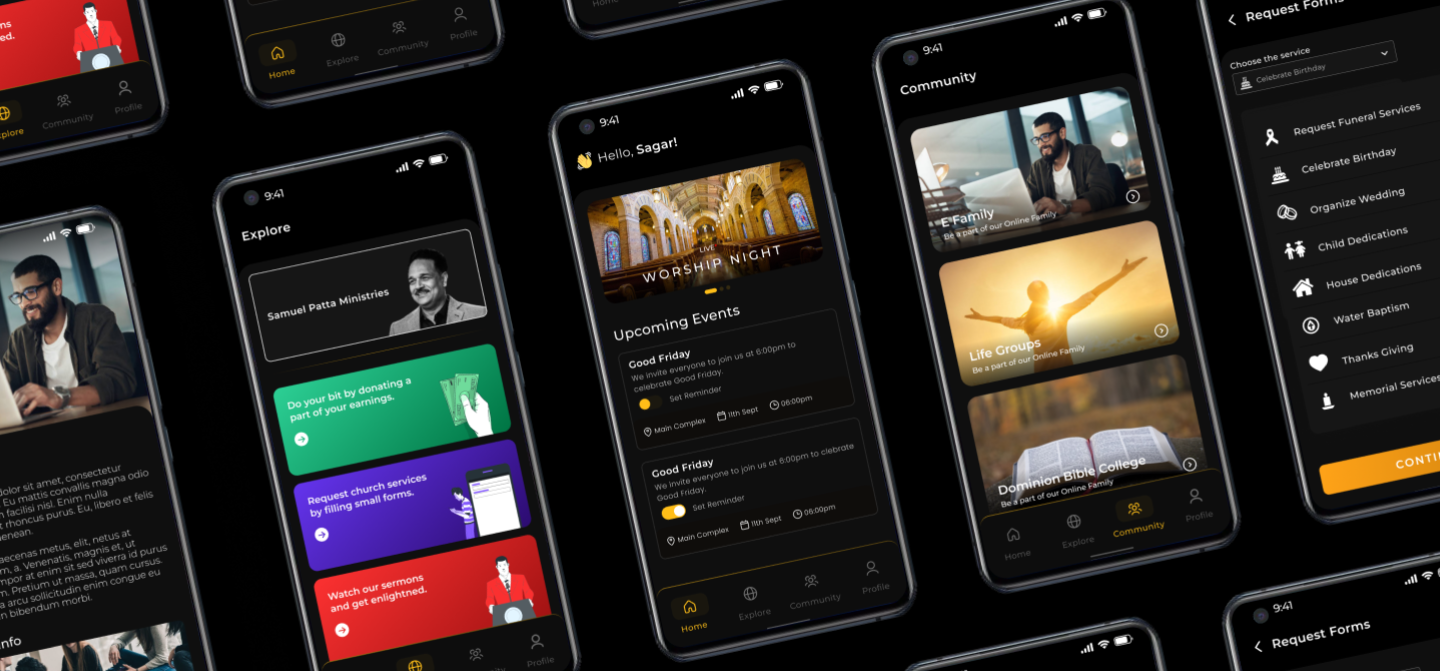 ns
ed.
xplore
Community
Profile
Home
Explore
Community
Profile
Home
dolor sit amet, consectetur
Eu mattis convallis magna odio
facilisi nisl. Enim nulla
rhoncus purus. Eu, libero et felis
aenean.
aecenas metus, elit, netus at
m, a. Venenatis, magnis et, ut
mpor at enim sit sed viverra id purus
m. Pretium ut massa, quam cursus.
a arcu sollicitudin enim congue eu
n bibendum morbi.
nfo
9:41
Explore
Samuel Patta Ministries
Do your bit by donating a
part of your earnings.
Request church services
by filling small forms.
Watch our sermons
and get enlightned.
Community
Profile
9:41
Hello, Sagar!
LIVE
WORSHIP NIGHT
Upcoming Events
Good Friday
We invite everyone to join us at 6:00pm to
celebrate Good Friday.
Set Reminder
Main Complex 11th Sept 06:00pm
Good Friday
We invite everyone to join us at 6:00pm to clebrate
Good Friday.
Set Reminder
Main Complex 11th Sept 06:00pm
Home
Explore
Community
Profile
9:41
Community
E Family
Be a part of our Online Family
Life Groups
Be a part of our Online Family
Dominion Bible College
Be a part of our Online Family
Home
Explore
Community
Profile
Request Forms
Choose the service
Celebrate Birthday
Request Funeral Services
Celebrate Birthday
Organize Wedding
Child Dedications
House Dedications
Water Baptism
Thanks Giving
Memorial Services
CONTI
9:41
Request Forms